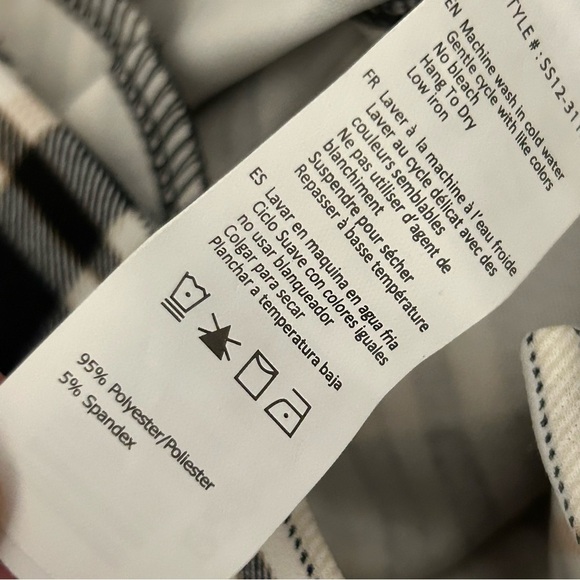 TYLE # : SS12-311
EN Machine wash in cold water
Gentle cycle with like colors
No bleach
Hang To Dry
Low Iron
FR Laver à la machine à l'eau froide
Laver au cycle délicat avec des
couleurs semblables
Ne pas utiliser d'agent de
blanchiment
Suspendre pour sécher
Repasser à basse température
ES Lavar en maquina en agua fria
Ciclo Suave con colores iguales
no usar blanqueador
Colgar para secar
Planchar a temperatura baja
95% Polyester/Poliester
5% Spandex